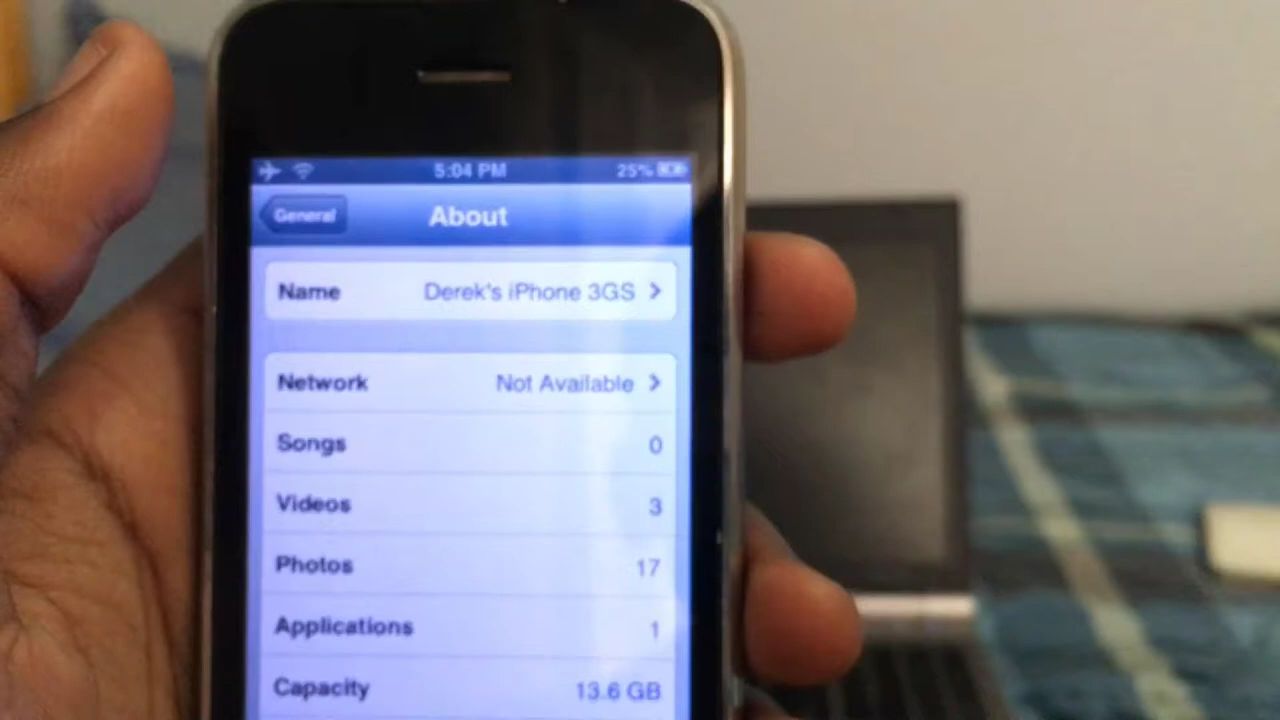 5:04 PM 25%
General About
Name Derek's iPhone 3GS
Network Not Available
Songs 0
Videos 3
Photos 17
Applications 1
Capacity 13.6 GB